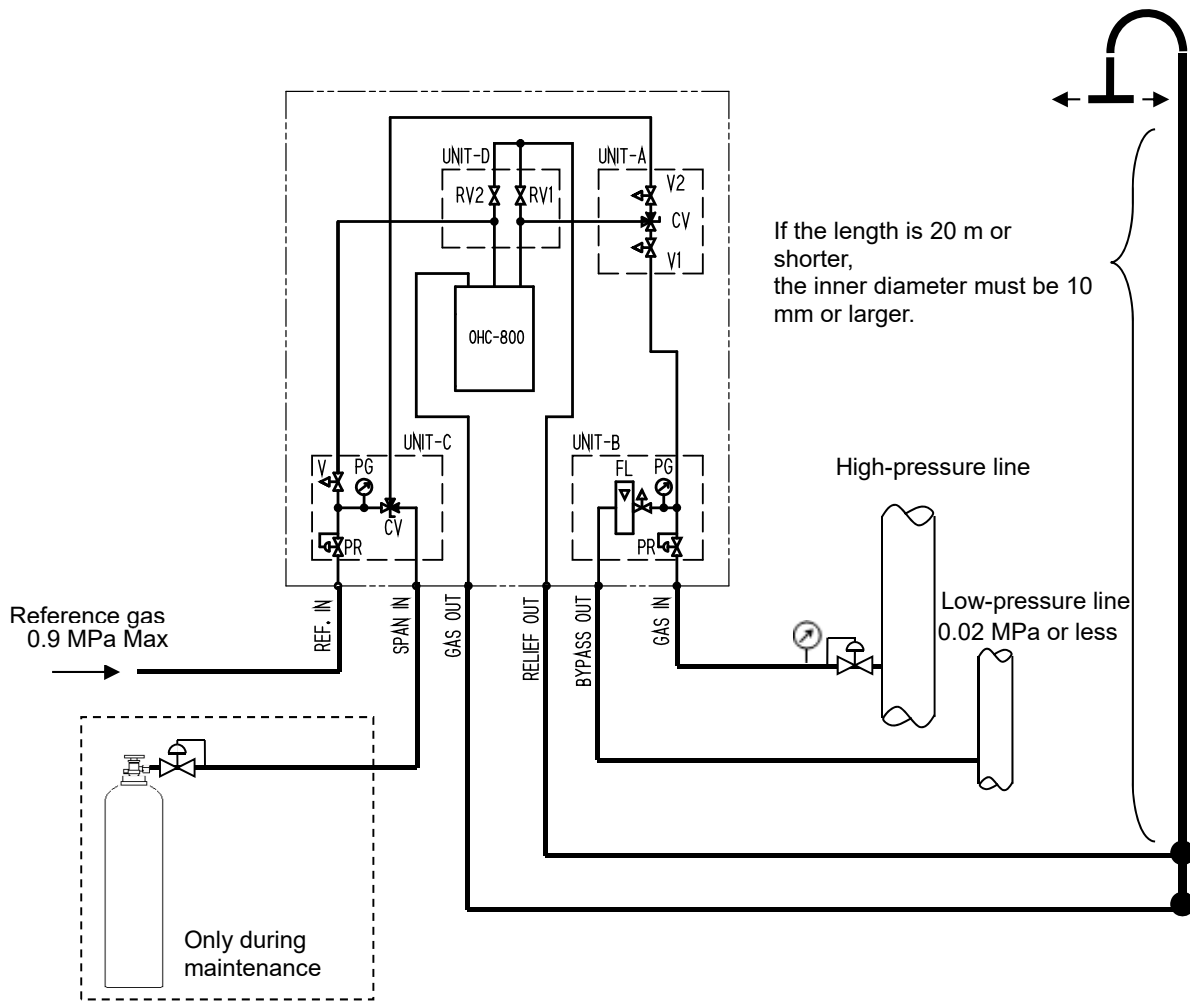 UNIT-D
UNIT-A
RV2
RV1
V2
CV
V1
If the length is 20 m or
shorter,
the inner diameter must be 10
mm or larger.
OHC-800
UNIT-C
UNIT-B
V
PG
FL
PG
High-pressure line
CV
PR
PR
Reference gas
0.9 MPa Max
REF. IN
SPAN IN
GAS OUT
RELIEF OUT
BYPASS OUT
GAS IN
Low-pressure line
0.02 MPa or less
Only during
maintenance